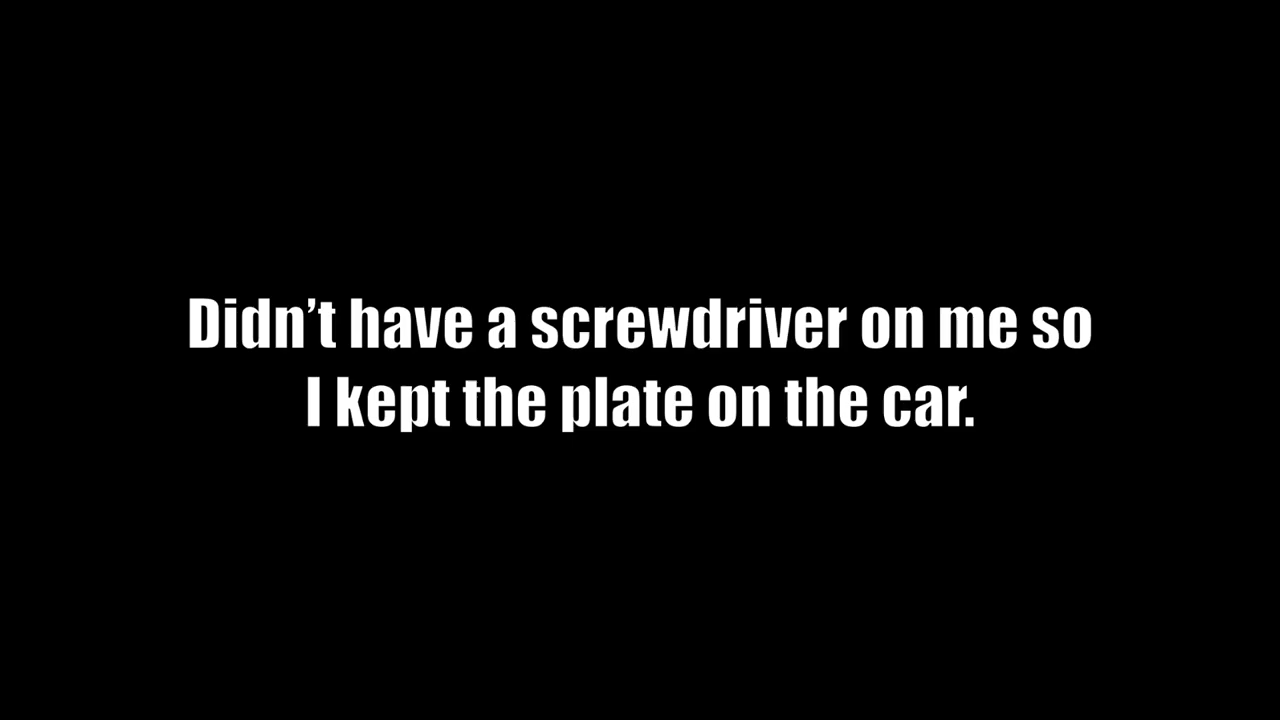 Didn’t have a screwdriver on me so
I kept the plate on the car.